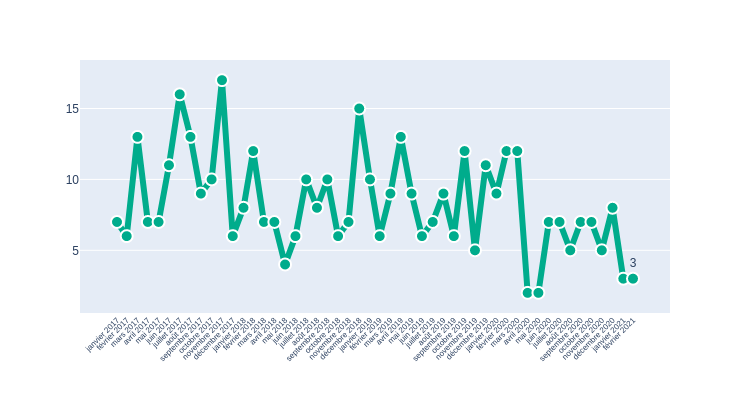 15
10
5
3
janvier 2017
février 2017
mars 2017
avril 2017
mai 2017
juin 2017
juillet 2017
août 2017
septembre 2017
octobre 2017
novembre 2017
décembre 2017
janvier 2018
février 2018
mars 2018
avril 2018
mai 2018
juin 2018
juillet 2018
août 2018
septembre 2018
octobre 2018
novembre 2018
décembre 2018
janvier 2019
février 2019
mars 2019
avril 2019
mai 2019
juin 2019
juillet 2019
août 2019
septembre 2019
octobre 2019
novembre 2019
décembre 2019
janvier 2020
février 2020
mars 2020
avril 2020
mai 2020
juin 2020
juillet 2020
août 2020
septembre 2020
octobre 2020
novembre 2020
décembre 2020
janvier 2021
février 2021